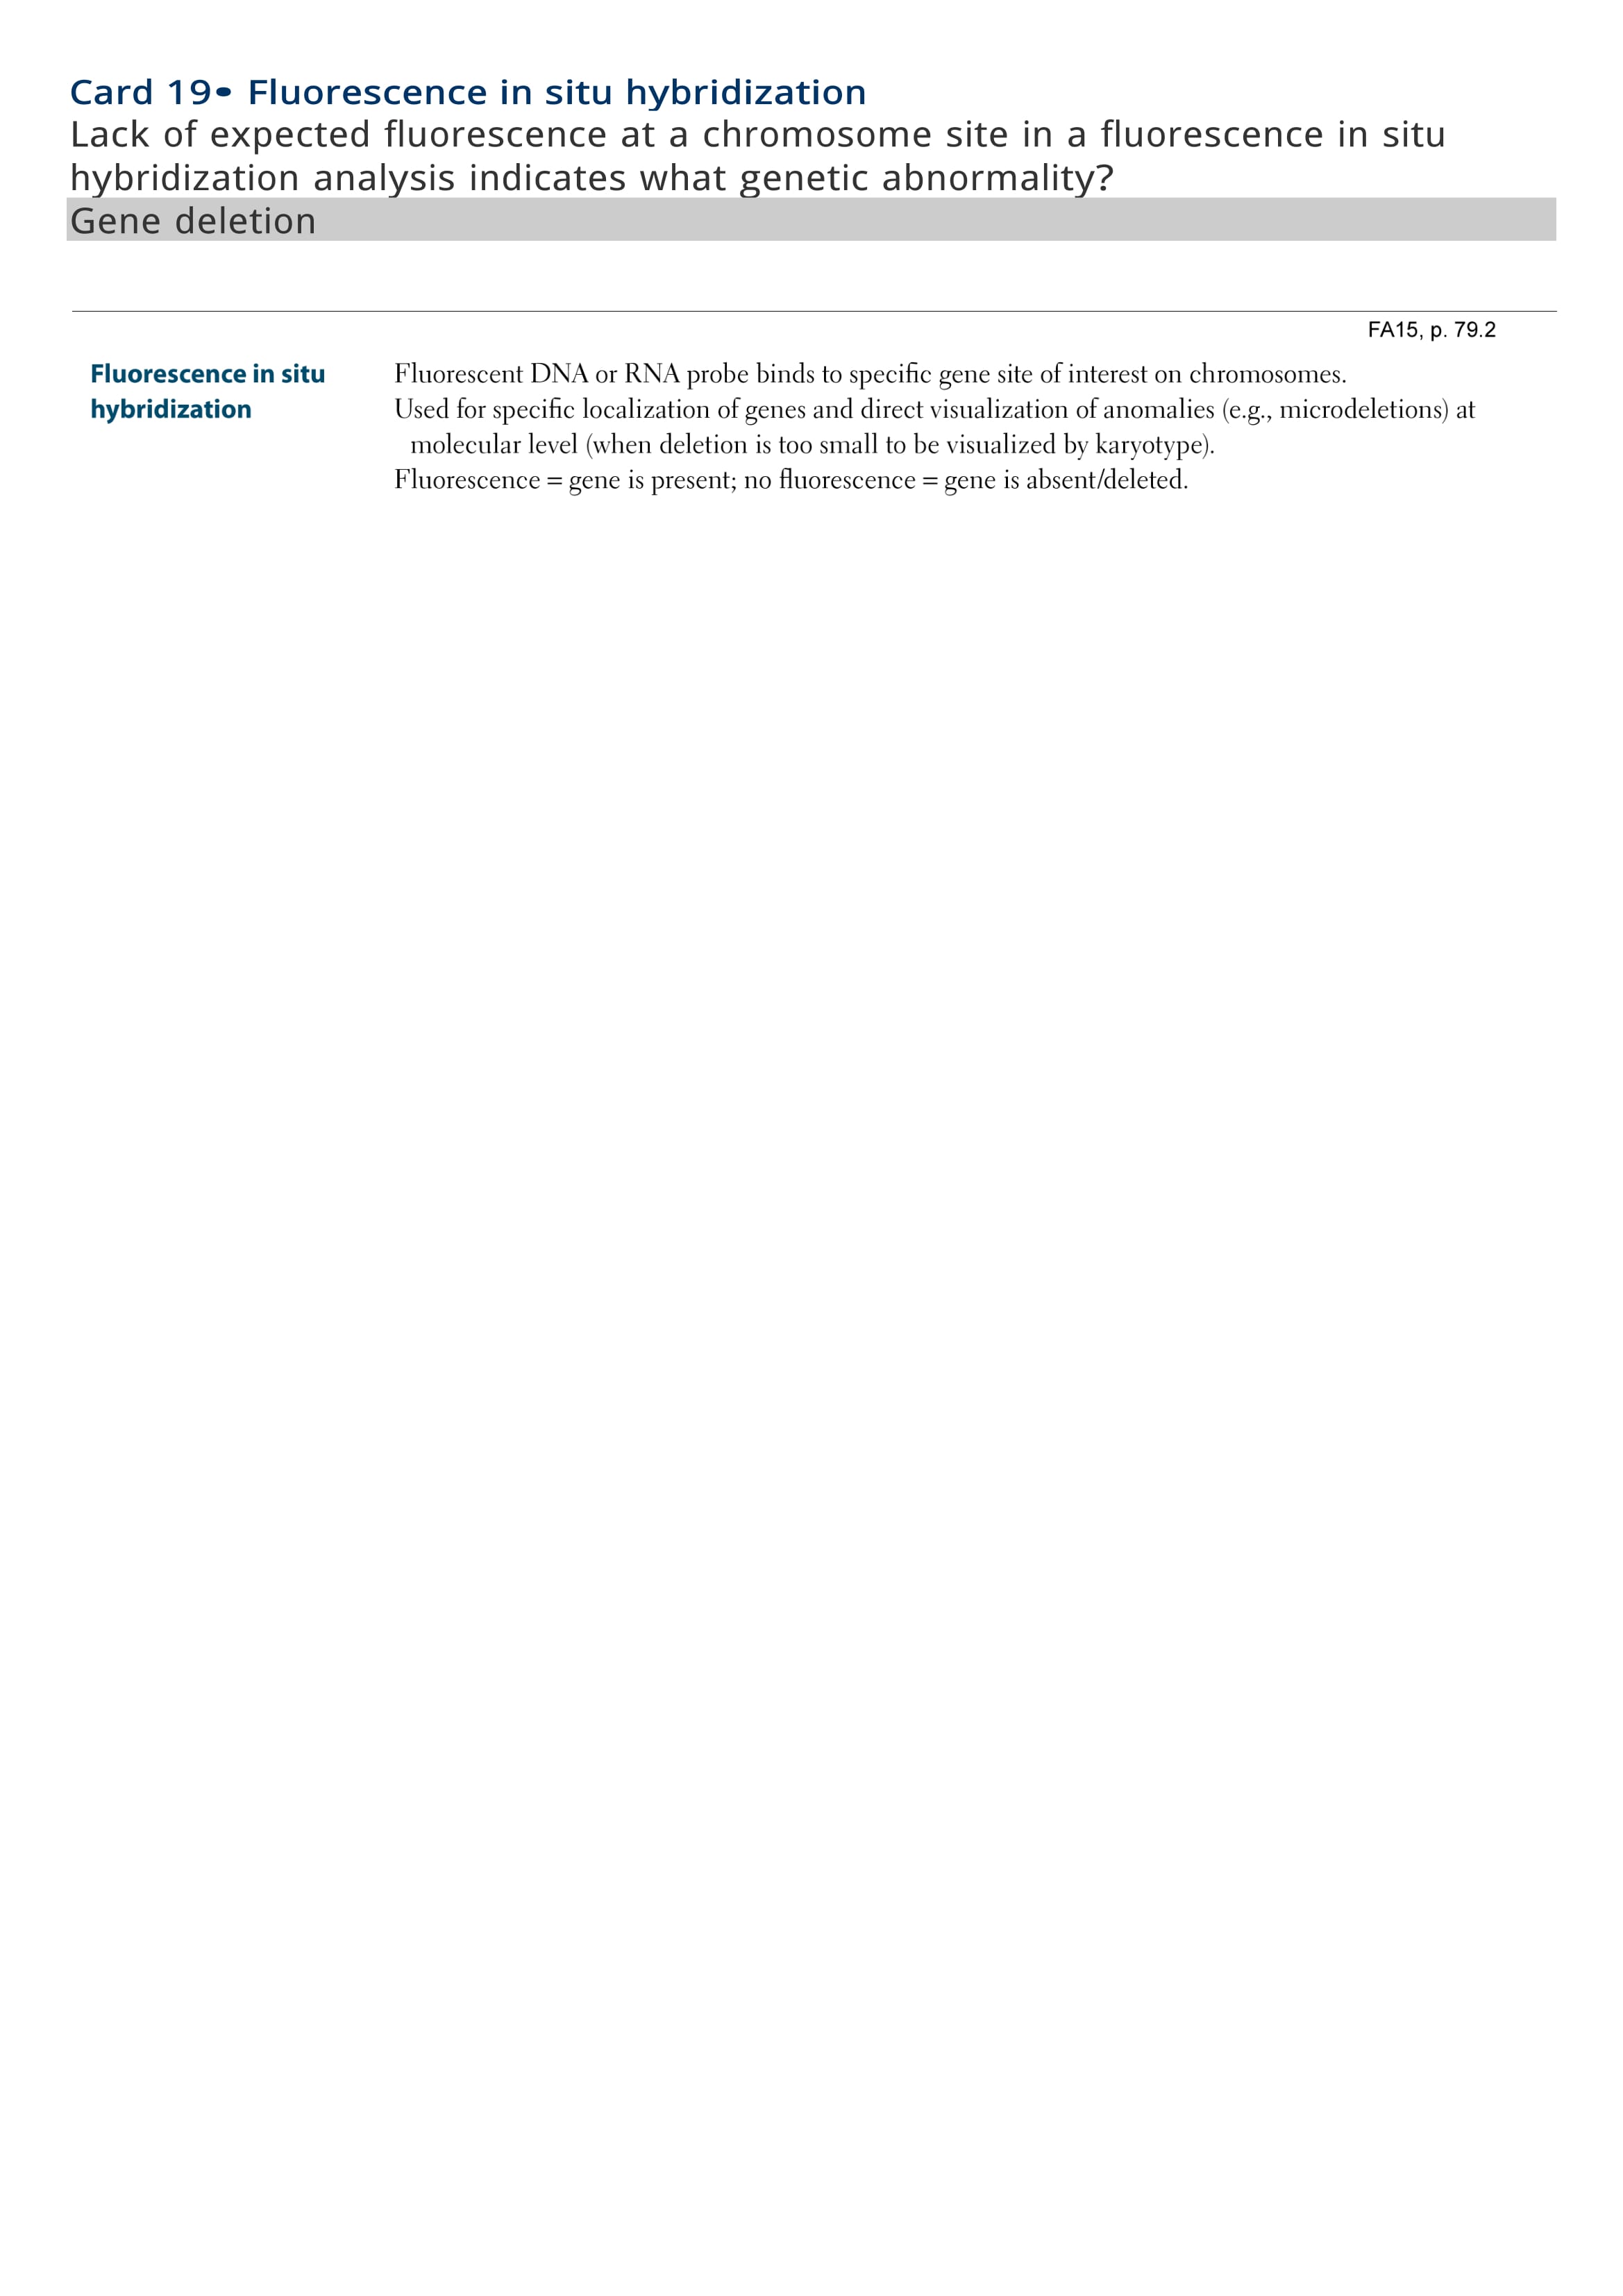 Card 19• Fluorescence in situ hybridization
Lack of expected fluorescence at a chromosome site in a fluorescence in situ
hybridization analysis indicates what genetic abnormality?
Gene deletion
FA15, p. 79.2
Fluorescence in situ
hybridization
Fluorescent DNA or RNA probe binds to specific gene site of interest on chromosomes.
Used for specific localization of genes and direct visualization of anomalies (e.g., microdeletions) at
molecular level (when deletion is too small to be visualized by karyotype).
Fluorescence = gene is present; no fluorescence = gene is absent/deleted.